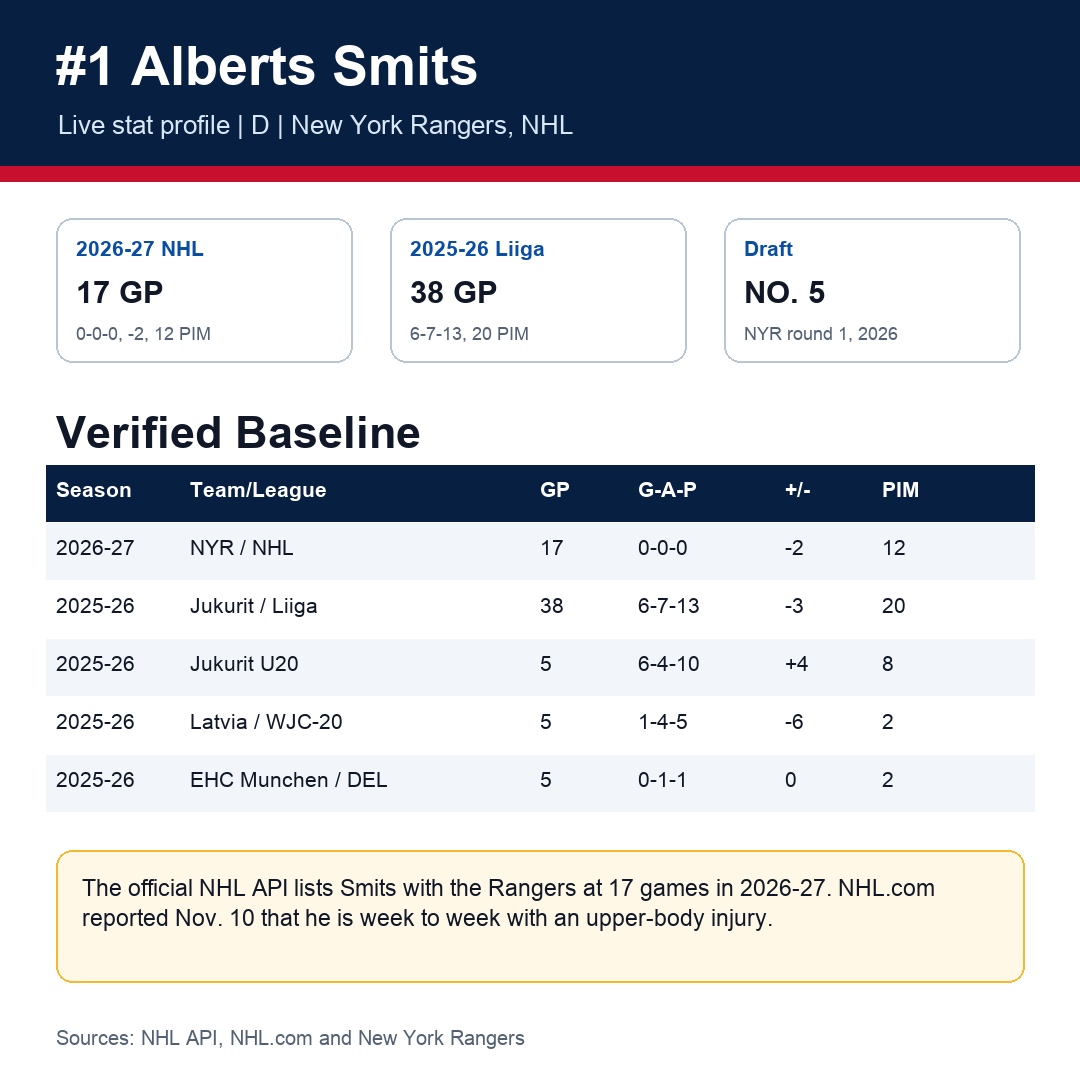 #1 Alberts Smits
Live stat profile | D | New York Rangers, NHL
2026-27 NHL
17 GP
0-0-0, -2, 12 PIM
2025-26 Liiga
38 GP
6-7-13, 20 PIM
Draft
NO. 5
NYR round 1, 2026
Verified Baseline
Season Team/League GP G-A-P +/- PIM
2026-27 NYR / NHL 17 0-0-0 -2 12
2025-26 Jukurit / Liiga 38 6-7-13 -3 20
2025-26 Jukurit U20 5 6-4-10 +4 8
2025-26 Latvia / WJC-20 5 1-4-5 -6 2
2025-26 EHC Munchen / DEL 5 0-1-1 0 2
The official NHL API lists Smits with the Rangers at 17 games in 2026-27. NHL.com
reported Nov. 10 that he is week to week with an upper-body injury.
Sources: NHL API, NHL.com and New York Rangers